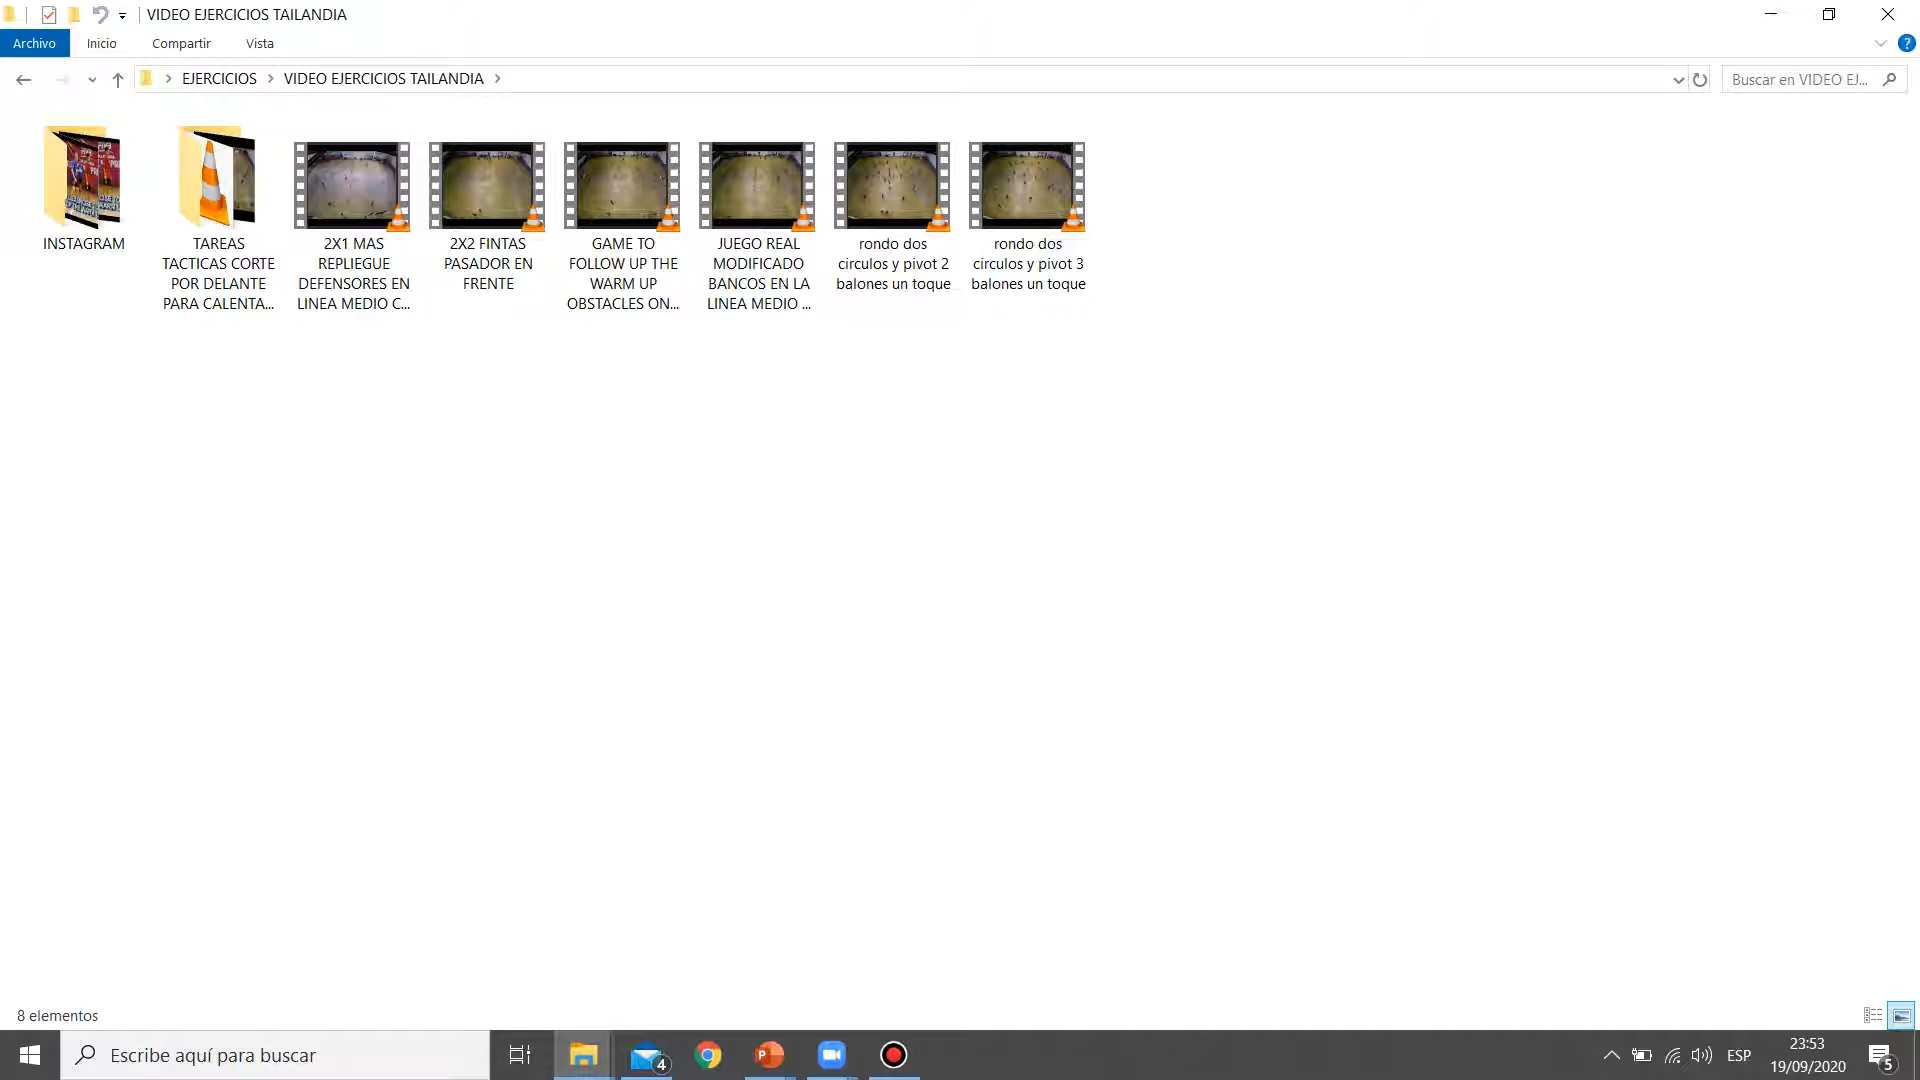 VIDEO EJERCICIOS TAILANDIA
Archivo
Inicio
Compartir
Vista
?
EJERCICIOS
VIDEO EJERCICIOS TAILANDIA
Buscar en VIDEO EJ...
INSTAGRAM
TAREAS
TACTICAS CORTE
POR DELANTE
PARA CALENTA...
2X1 MAS
REPLIEGUE
DEFENSORES EN
LINEA MEDIO C...
2X2 FINTAS
PASADOR EN
FRENTE
GAME TO
FOLLOW UP THE
WARM UP
OBSTACLES ON...
JUEGO REAL
MODIFICADO
BANCOS EN LA
LINEA MEDIO ...
rondo dos
circulos y pivot 2
balones un toque
rondo dos
circulos y pivot 3
balones un toque
8 elementos
Escribe aquí para buscar
4
P
ESP
23:53
19/09/2020
5